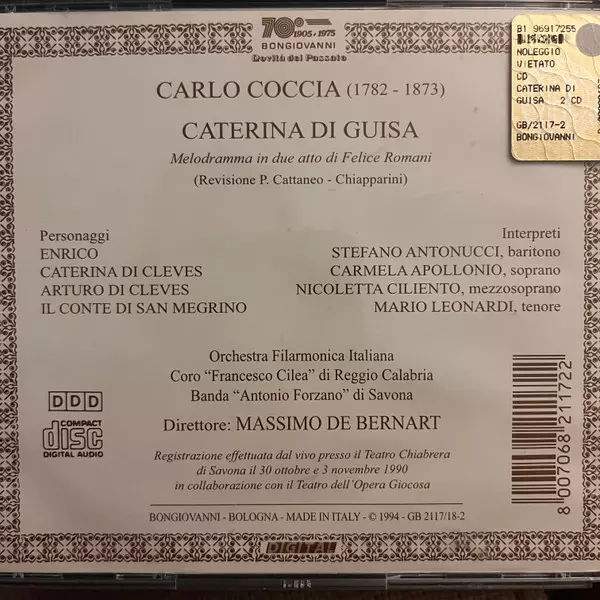 70°
1905-1975
BONGIOVANNI
Novità del Passato
B1 96917255
NOLEGGIO
VIETATO
CD
CATERINA DI
GUISA 2 CD
GB/2117-2
BONGIOVANNI
CARLO COCCIA (1782 - 1873)
CATERINA DI GUISA
Melodramma in due atto di Felice Romani
(Revisione P. Cattaneo - Chiapparini)
Personaggi Interpreti
ENRICO STEFANO ANTONUCCI, baritono
CATERINA DI CLEVES CARMELA APOLLONIO, soprano
ARTURO DI CLEVES NICOLETTA CILIENTO, mezzosoprano
IL CONTE DI SAN MEGRINO MARIO LEONARDI, tenore
Orchestra Filarmonica Italiana
Coro “Francesco Cilea” di Reggio Calabria
Banda “Antonio Forzano” di Savona
Direttore: MASSIMO DE BERNART
DDD
COMPACT
disc
DIGITAL AUDIO
Registrazione effettuata dal vivo presso il Teatro Chiabrera
di Savona il 30 ottobre e 3 novembre 1990
in collaborazione con il Teatro dell'Opera Giocosa
8 007068 211722
BONGIOVANNI - BOLOGNA - MADE IN ITALY - © 1994 - GB 2117/18-2
DIGITAL